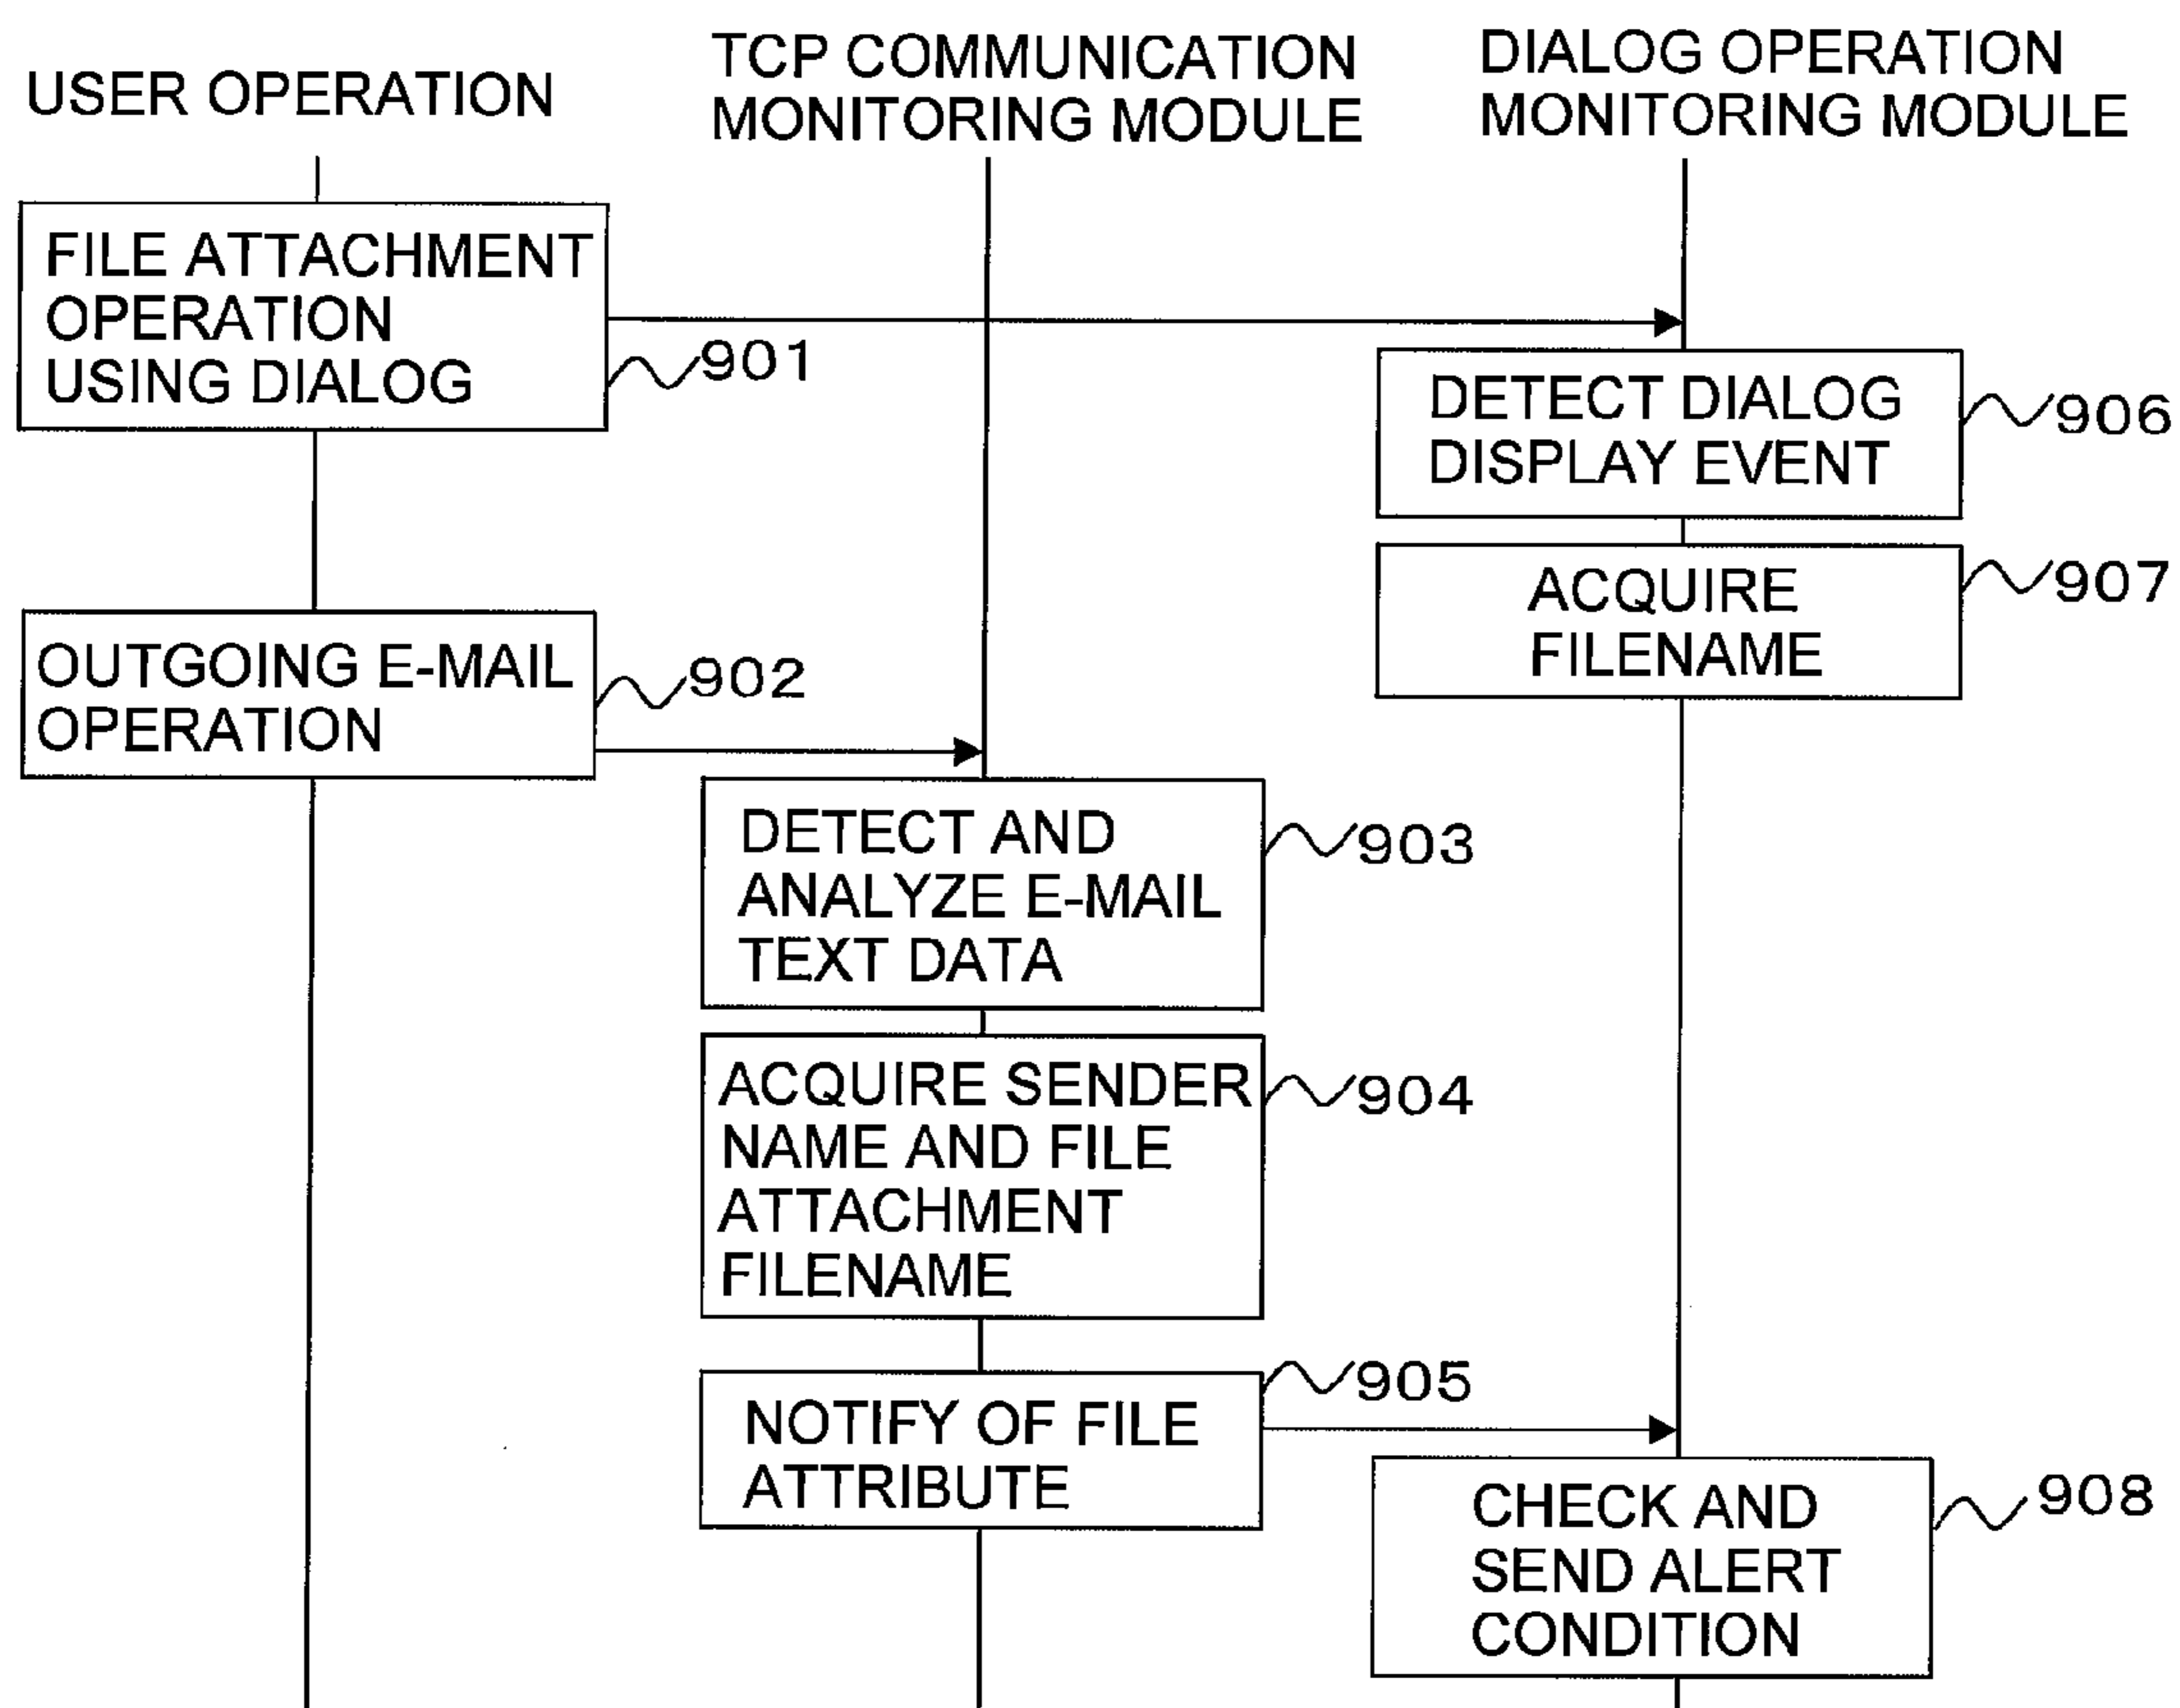 USER OPERATION
TCP COMMUNICATION
MONITORING MODULE
DIALOG OPERATION
MONITORING MODULE
FILE ATTACHMENT
OPERATION
USING DIALOG
901
DETECT DIALOG
DISPLAY EVENT
906
ACQUIRE
FILENAME
907
OUTGOING E-MAIL
OPERATION
902
DETECT AND
ANALYZE E-MAIL
TEXT DATA
903
ACQUIRE SENDER
NAME AND FILE
ATTACHMENT
FILENAME
904
NOTIFY OF FILE
ATTRIBUTE
905
CHECK AND
SEND ALERT
CONDITION
908